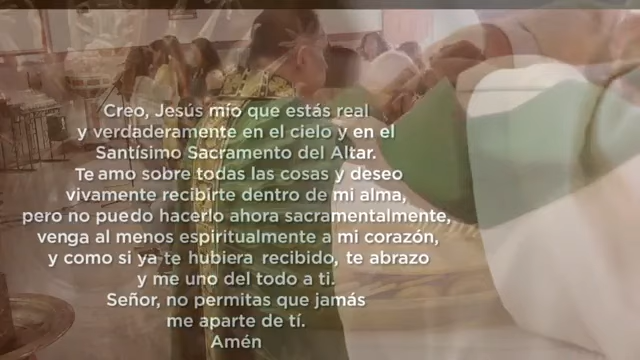 Creo, Jesús mío que estás real
y verdaderamente en el cielo y en el
Santísimo Sacramento del Altar.
Te amo sobre todas las cosas y deseo
vivamente recibirte dentro de mi alma,
pero no puedo hacerlo ahora sacramentalmente,
venga al menos espiritualmente a mi corazón,
y como si ya te hubiera recibido, te abrazo
y me uno del todo a ti.
Señor, no permitas que jamás
me aparte de tí.
Amén